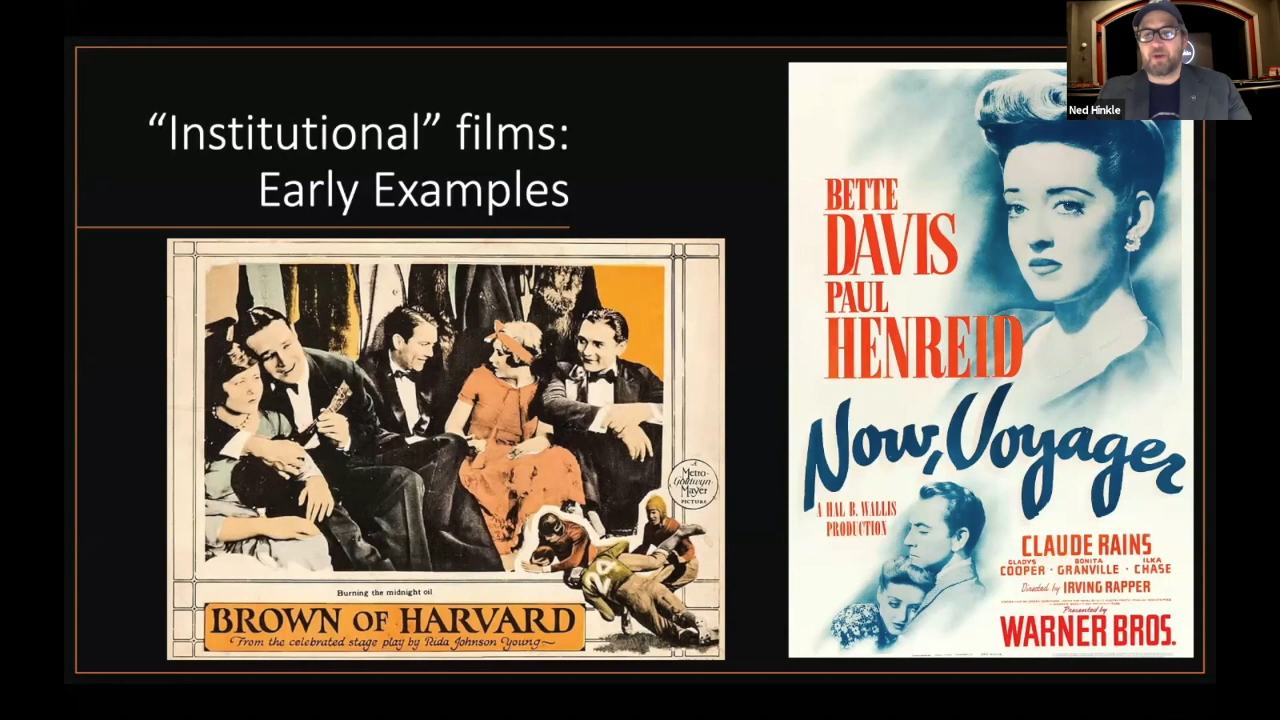 “Institutional” films:
Early Examples
Ned Hinkle
BETTE
DAVIS
PAUL
HENREID
Now, Voyager
A HAL B. WALLIS
PRODUCTION
CLAUDE RAINS
GLADYS COOPER · BONITA GRANVILLE · ILKA CHASE
Directed by IRVING RAPPER
Presented by
WARNER BROS.
A
Metro-
Goldwyn-
Mayer
PICTURE
24
Burning the midnight oil
BROWN OF HARVARD
From the celebrated stage play by Rida Johnson Young